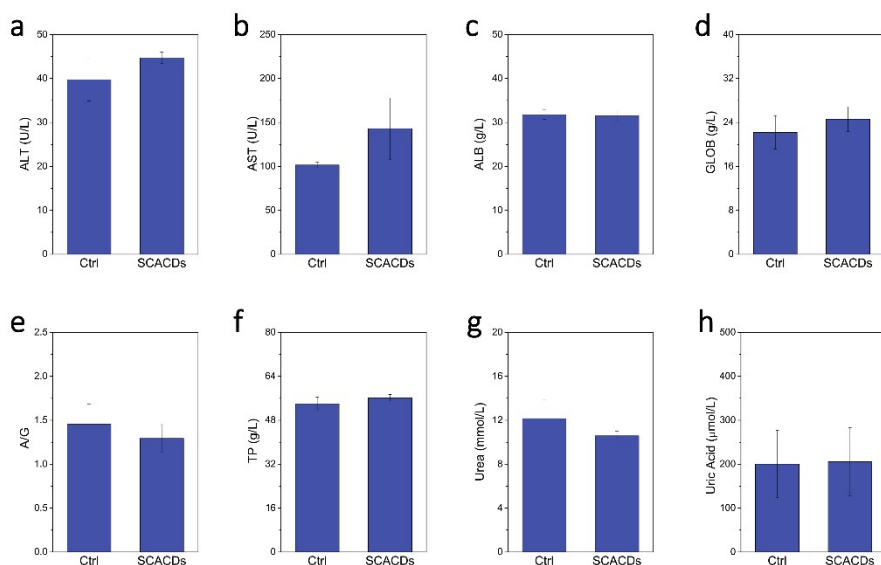 a
50
40
30
20
10
0
ALT (U/L)
Ctrl SCACDs
b
250
200
150
100
50
0
AST (U/L)
Ctrl SCACDs
c
50
40
30
20
10
0
ALB (g/L)
Ctrl SCACDs
d
40
32
24
16
8
0
GLOB (g/L)
Ctrl SCACDs
e
2.5
2.0
1.5
1.0
0.5
0.0
A/G
Ctrl SCACDs
f
80
64
48
32
16
0
TP (g/L)
Ctrl SCACDs
g
20
16
12
8
4
0
Urea (mmol/L)
Ctrl SCACDs
h
500
400
300
200
100
0
Uric Acid (μmol/L)
Ctrl SCACDs